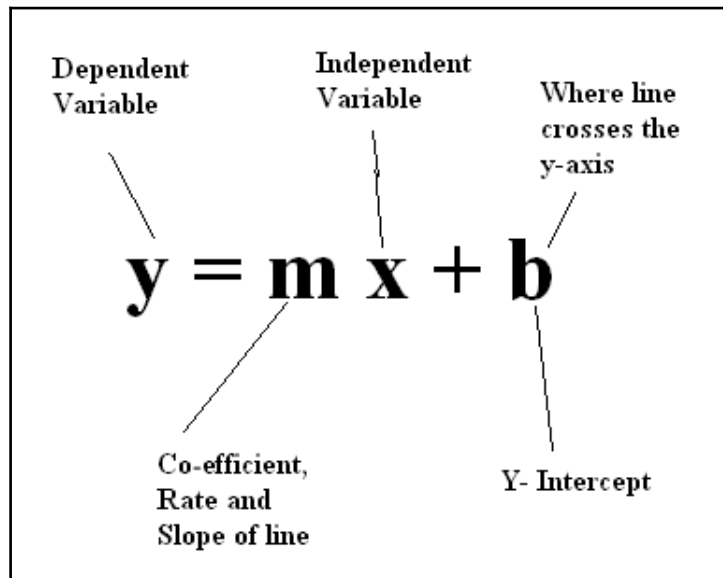 Dependent
Variable
Independent
Variable
Where line
crosses the
y-axis
y = m x + b
Co-efficient,
Rate and
Slope of line
Y- Intercept